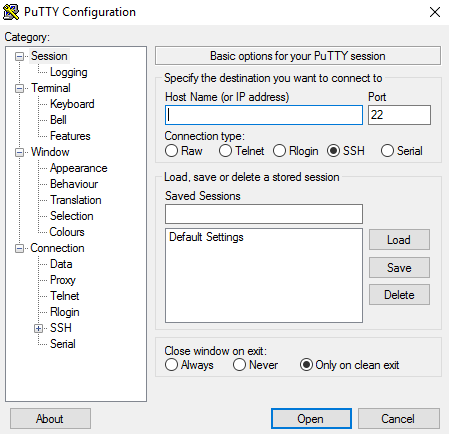 PuTTY Configuration
Category:
Session
Logging
Terminal
Keyboard
Bell
Features
Window
Appearance
Behaviour
Translation
Selection
Colours
Connection
Data
Proxy
Telnet
Rlogin
SSH
Serial
Basic options for your PuTTY session
Specify the destination you want to connect to
Host Name (or IP address) Port
22
Connection type:
Raw Telnet Rlogin SSH Serial
Load, save or delete a stored session
Saved Sessions
Default Settings
Load
Save
Delete
Close window on exit:
Always Never Only on clean exit
About Open Cancel